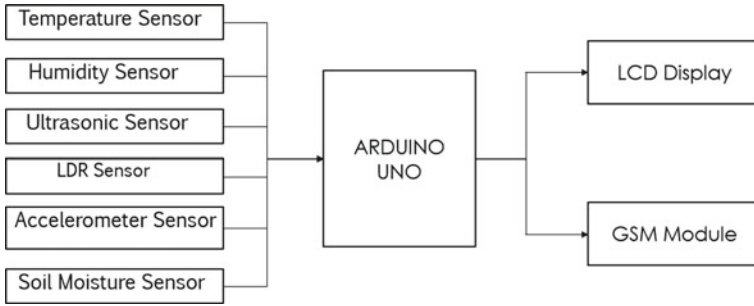 Temperature Sensor
Humidity Sensor
Ultrasonic Sensor
LDR Sensor
Accelerometer Sensor
Soil Moisture Sensor
ARDUINO
UNO
LCD Display
GSM Module